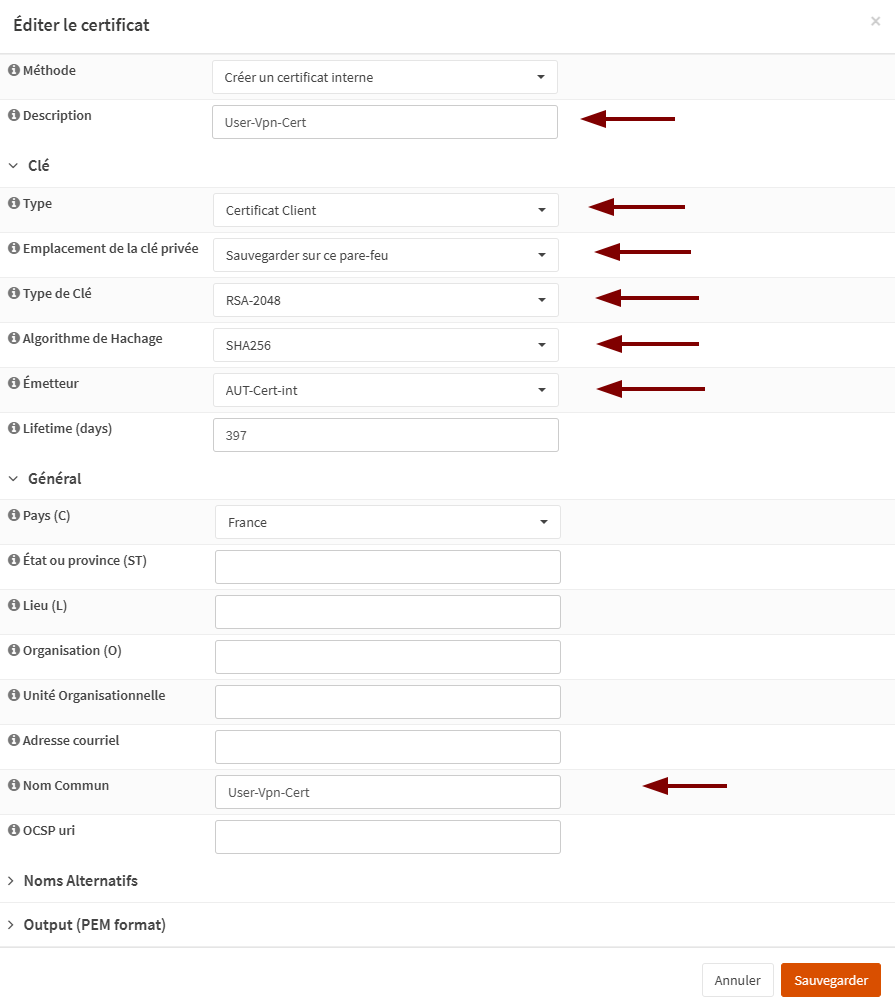 Éditer le certificat
×
Méthode
Créer un certificat interne
Description
User-Vpn-Cert
Clé
Type
Certificat Client
Emplacement de la clé privée
Sauvegarder sur ce pare-feu
Type de Clé
RSA-2048
Algorithme de Hachage
SHA256
Émetteur
AUT-Cert-int
Lifetime (days)
397
Général
Pays (C)
France
État ou province (ST)
Lieu (L)
Organisation (O)
Unité Organisationnelle
Adresse courriel
Nom Commun
User-Vpn-Cert
OCSP uri
Noms Alternatifs
Output (PEM format)
Annuler
Sauvegarder